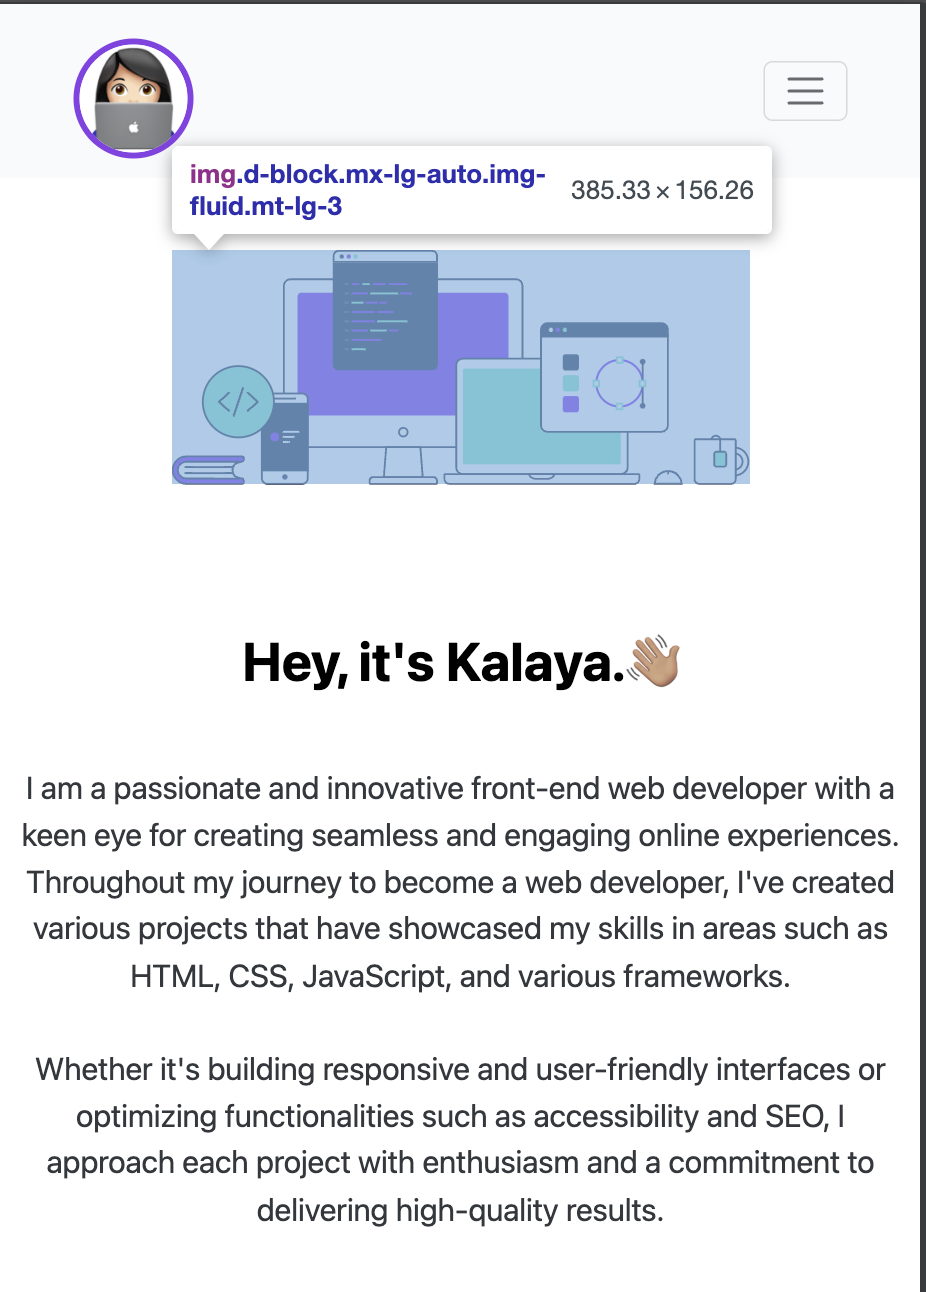 img.d-block.mx-lg-auto.img-
fluid.mt-lg-3
385.33 × 156.26
</>
Hey, it's Kalaya.👋🏽
I am a passionate and innovative front-end web developer with a
keen eye for creating seamless and engaging online experiences.
Throughout my journey to become a web developer, I've created
various projects that have showcased my skills in areas such as
HTML, CSS, JavaScript, and various frameworks.
Whether it's building responsive and user-friendly interfaces or
optimizing functionalities such as accessibility and SEO, I
approach each project with enthusiasm and a commitment to
delivering high-quality results.